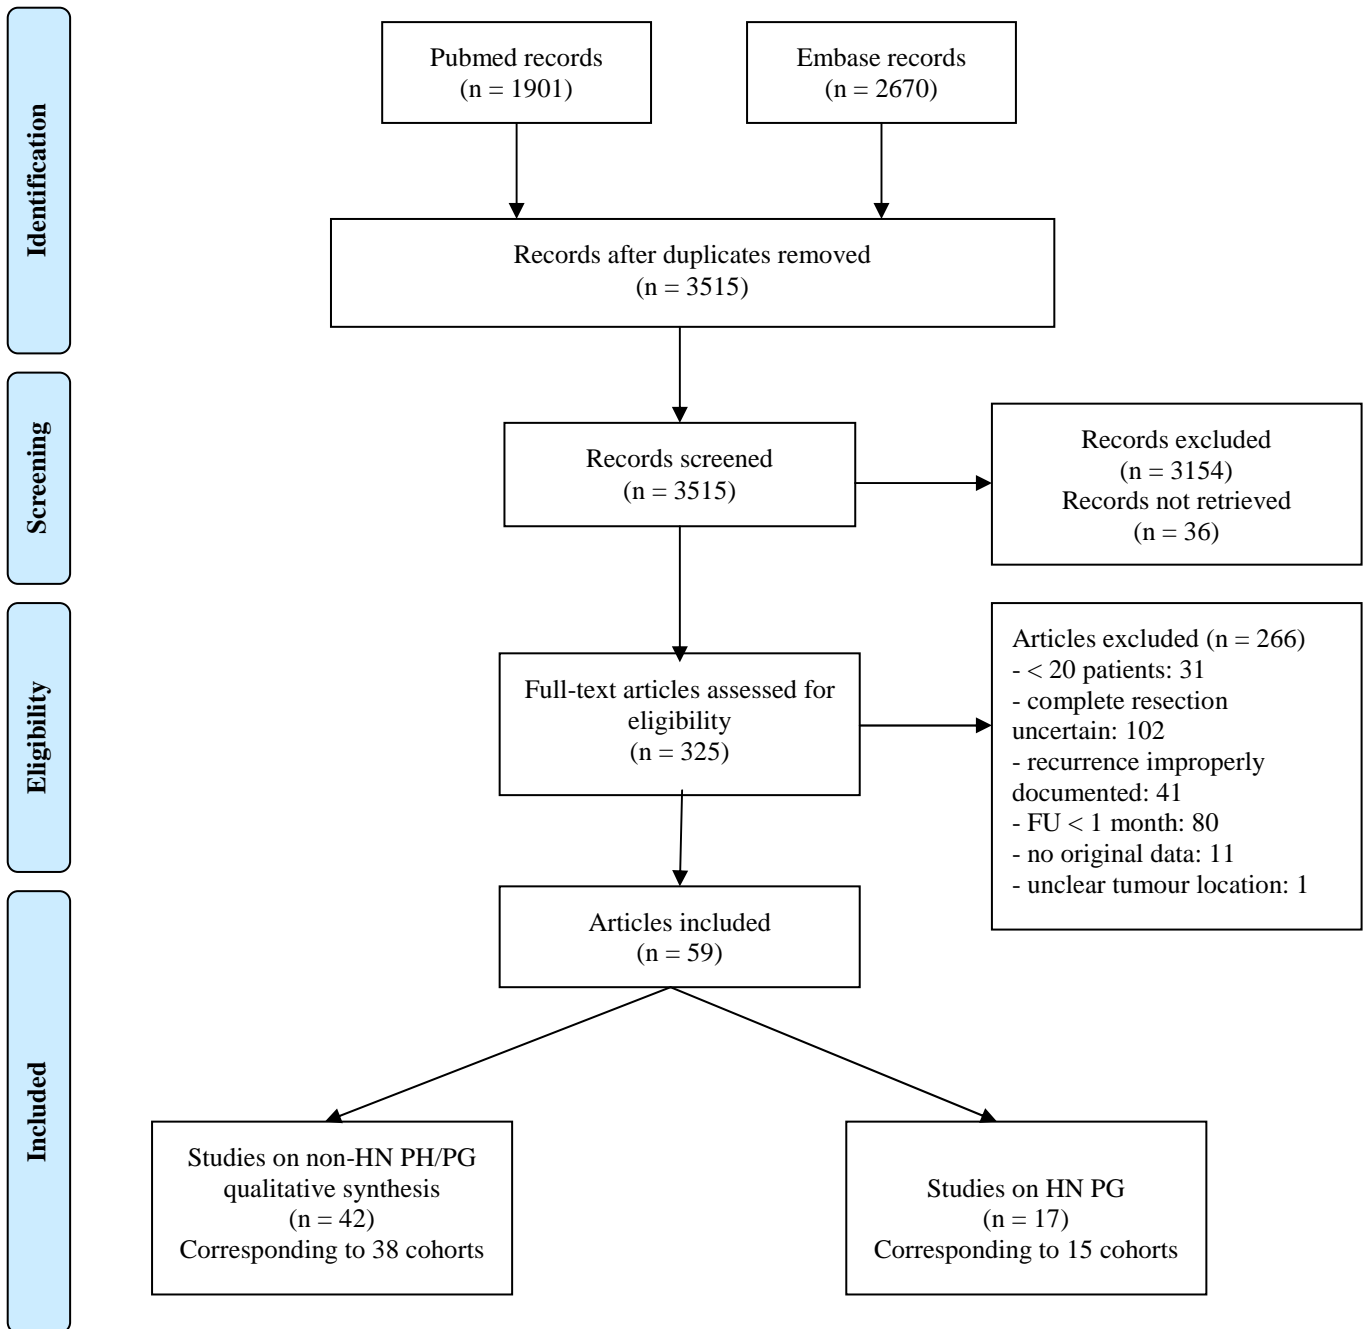 Identification
Pubmed records
(n = 1901)
Embase records
(n = 2670)
Records after duplicates removed
(n = 3515)
Screening
Records screened
(n = 3515)
Records excluded
(n = 3154)
Records not retrieved
(n = 36)
Eligibility
Full-text articles assessed for
eligibility
(n = 325)
Articles excluded (n = 266)
- < 20 patients: 31
- complete resection
uncertain: 102
- recurrence improperly
documented: 41
- FU < 1 month: 80
- no original data: 11
- unclear tumour location: 1
Included
Articles included
(n = 59)
Studies on non-HN PH/PG
qualitative synthesis
(n = 42)
Corresponding to 38 cohorts
Studies on HN PG
(n = 17)
Corresponding to 15 cohorts